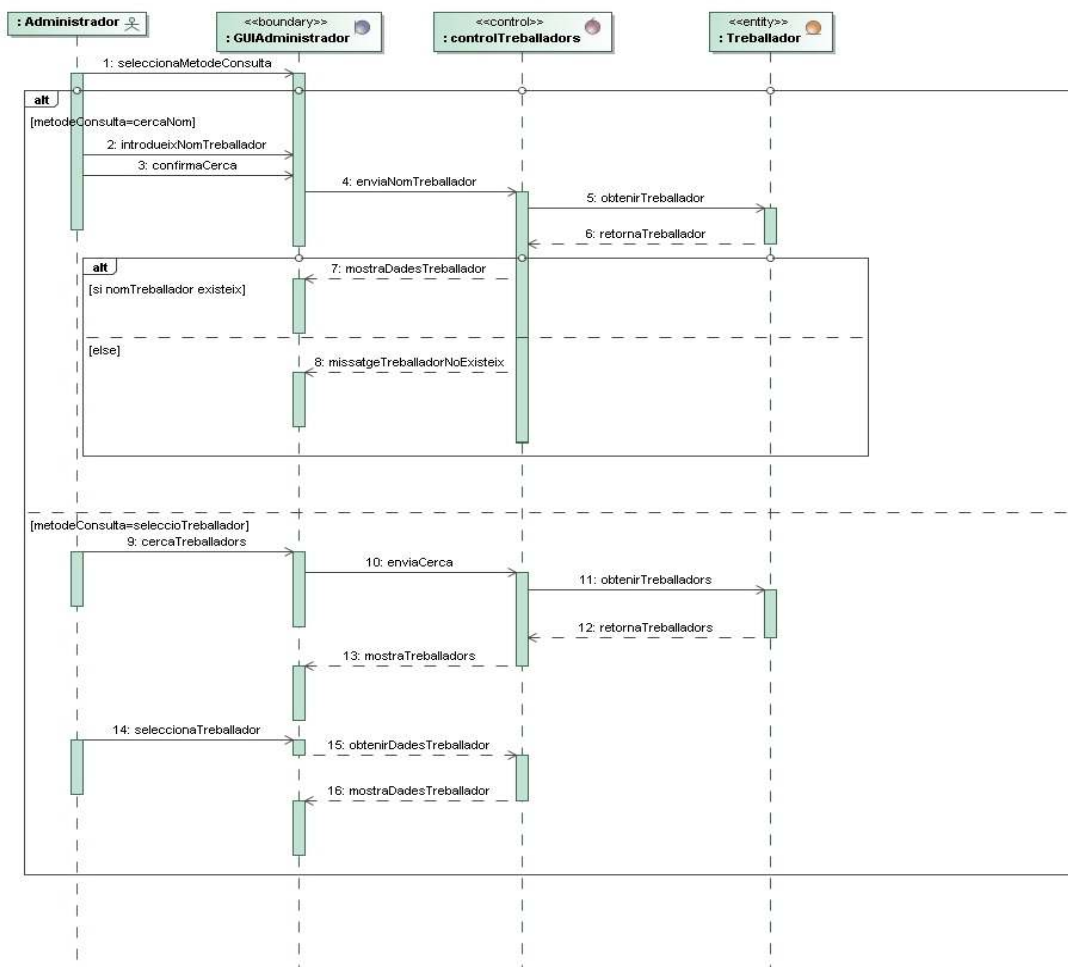 : Administrador
<<boundary>>
: GUIAdministrador
<<control>>
: controlTreballadors
<<entity>>
: Treballador
1: seleccionaMetodeConsulta
alt
[metodeConsulta=cercaNom]
2: introdueixNomTreballador
3: confirmaCerca
4: enviaNomTreballador
5: obtenirTreballador
6: retornaTreballador
alt
7: mostraDadesTreballador
[si nomTreballador existeix]
[else]
8: missatgeTreballadorNoExisteix
[metodeConsulta=seleccioTreballador]
9: cercaTreballadors
10: enviaCerca
11: obtenirTreballadors
12: retornaTreballadors
13: mostraTreballadors
14: seleccionaTreballador
15: obtenirDadesTreballador
16: mostraDadesTreballador